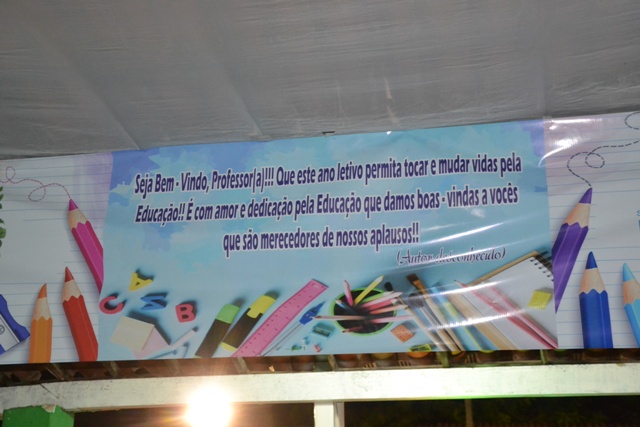 Seja Bem - Vindo, Professor(a)!!! Que este ano letivo permita tocar e mudar vidas pela
Educação!! É com amor e dedicação pela Educação que damos boas - vindas a vocês
que são merecedores de nossos aplausos!!
(Autor desconhecido)
C A S B